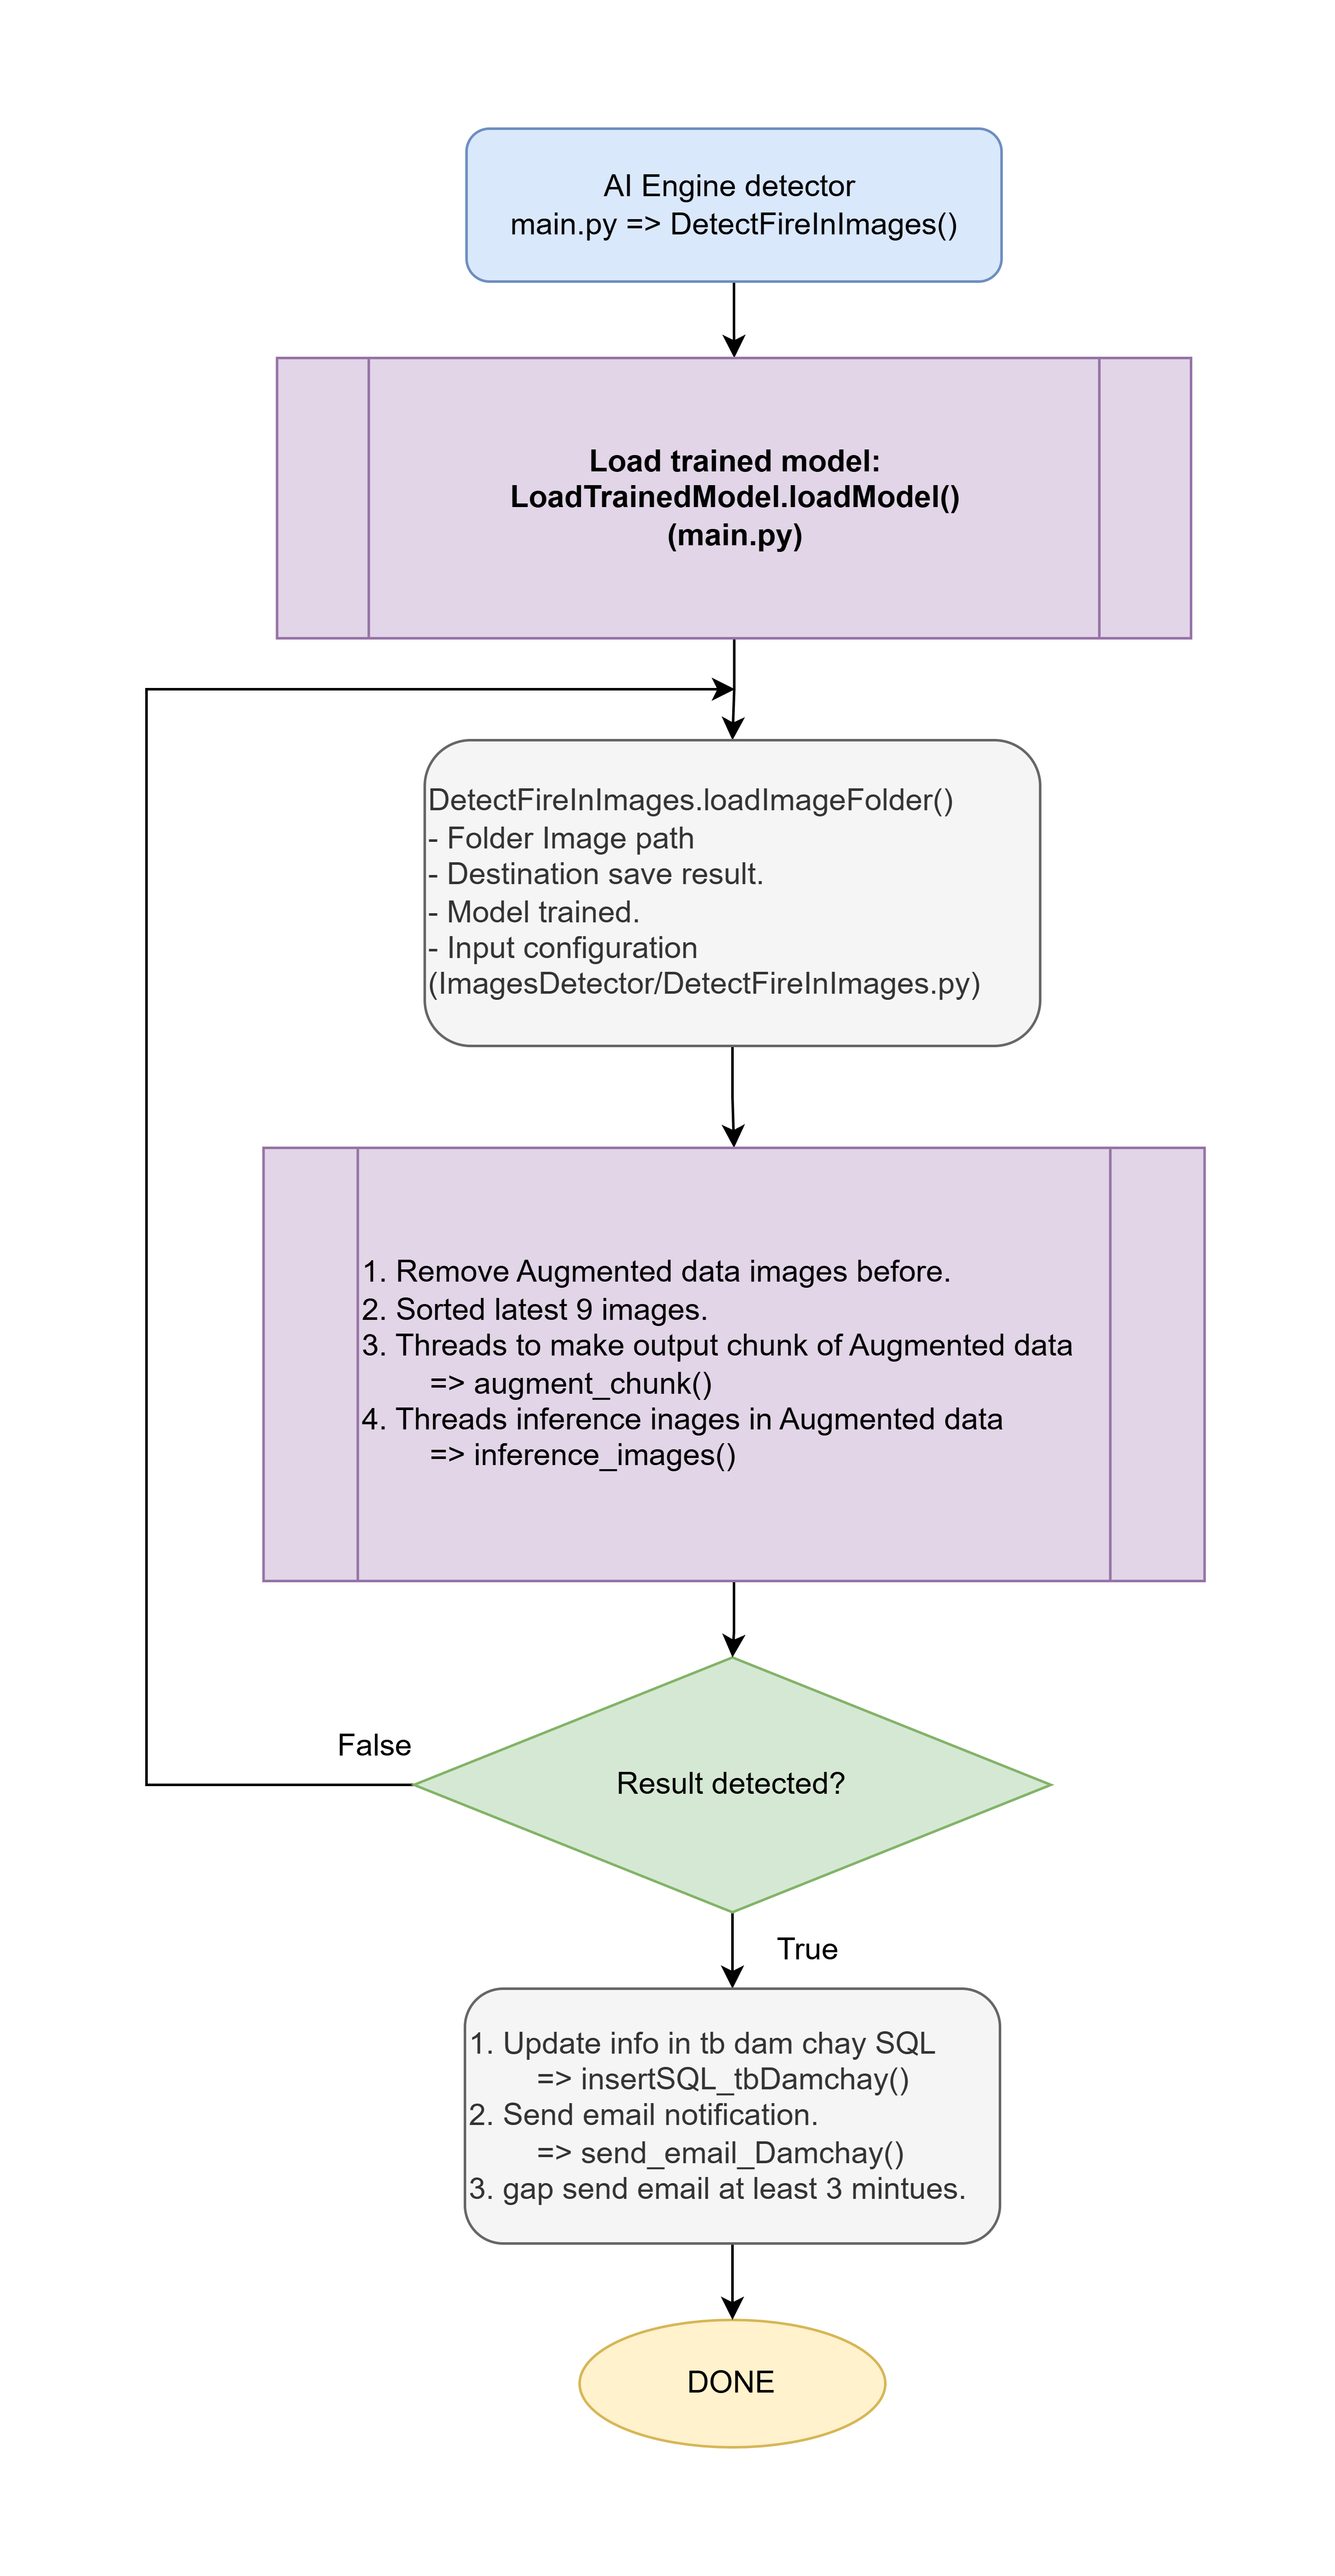 AI Engine detector
main.py => DetectFireInImages()
Load trained model:
LoadTrainedModel.loadModel()
(main.py)
DetectFireInImages.loadImageFolder()
- Folder Image path
- Destination save result.
- Model trained.
- Input configuration
(ImagesDetector/DetectFireInImages.py)
1. Remove Augmented data images before.
2. Sorted latest 9 images.
3. Threads to make output chunk of Augmented data
=> augment_chunk()
4. Threads inference inages in Augmented data
=> inference_images()
False
Result detected?
True
1. Update info in tb dam chay SQL
=> insertSQL_tbDamchay()
2. Send email notification.
=> send_email_Damchay()
3. gap send email at least 3 mintues.
DONE